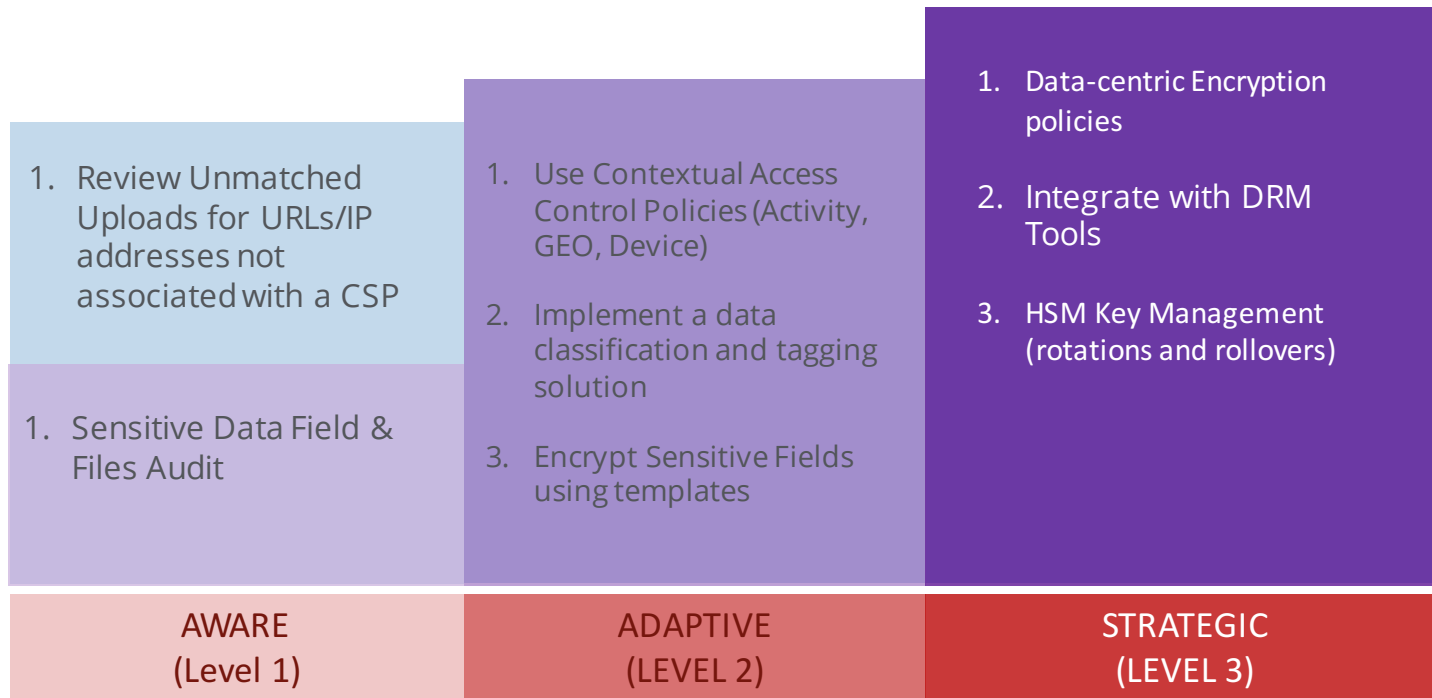 1. Review Unmatched
Uploads for URLs/IP
addresses not
associated with a CSP
1. Sensitive Data Field &
Files Audit
AWARE
(Level 1)
1. Use Contextual Access
Control Policies (Activity,
GEO, Device)
2. Implement a data
classification and tagging
solution
3. Encrypt Sensitive Fields
using templates
ADAPTIVE
(LEVEL 2)
1. Data-centric Encryption
policies
2. Integrate with DRM
Tools
3. HSM Key Management
(rotations and rollovers)
STRATEGIC
(LEVEL 3)